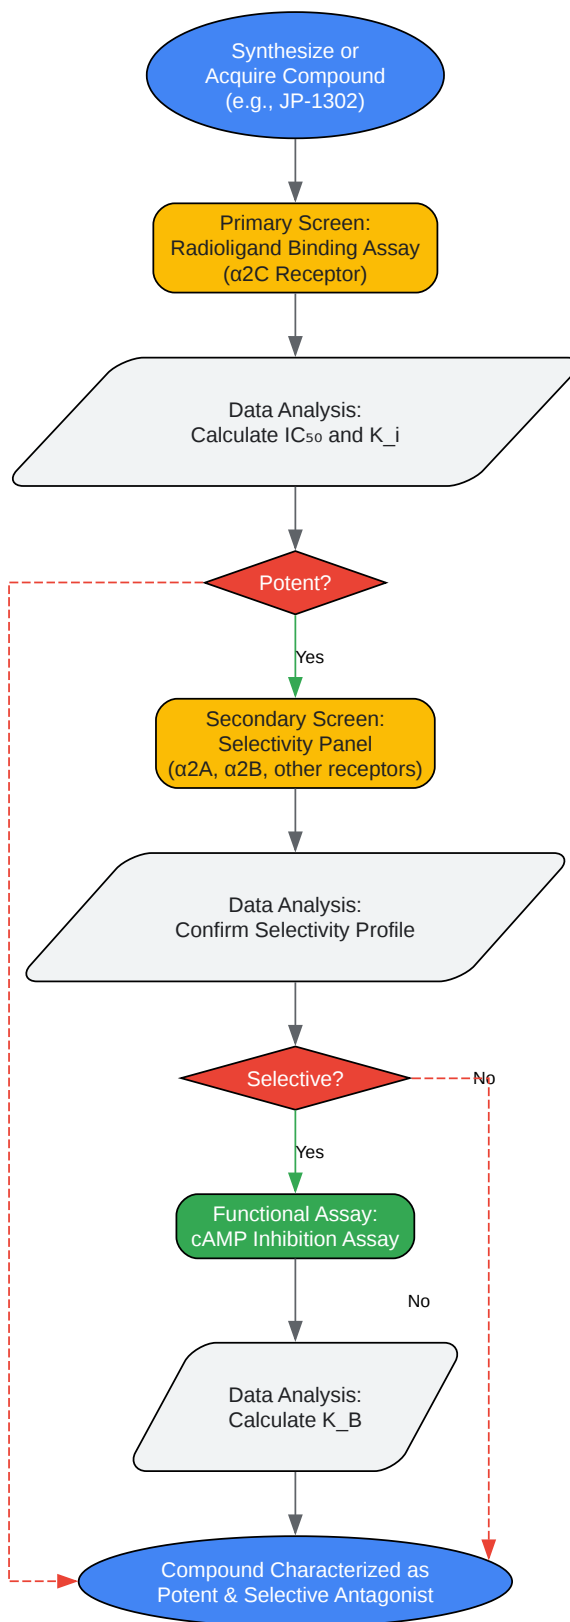 Synthesize or
Acquire Compound
(e.g., JP-1302)
Primary Screen:
Radioligand Binding Assay
(α2C Receptor)
Data Analysis:
Calculate IC₅₀ and K_i
Potent?
Yes
Secondary Screen:
Selectivity Panel
(α2A, α2B, other receptors)
Data Analysis:
Confirm Selectivity Profile
Selective?
No
Yes
Functional Assay:
cAMP Inhibition Assay
No
Data Analysis:
Calculate K_B
Compound Characterized as
Potent & Selective Antagonist